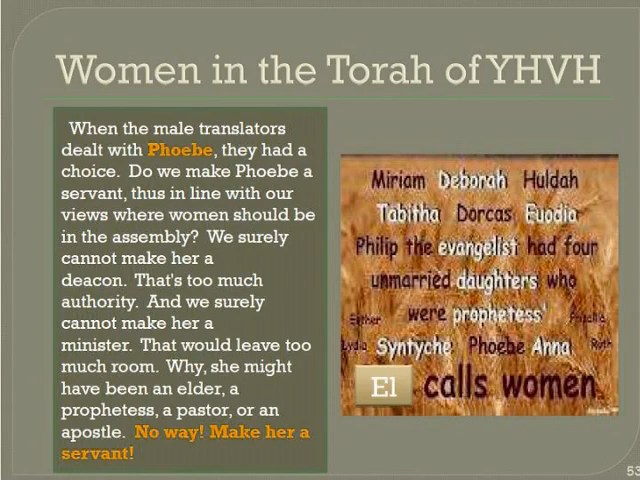 Women in the Torah of YHVH
When the male translators
dealt with Phoebe, they had a
choice.  Do we make Phoebe a
servant, thus in line with our
views where women should be
in the assembly?  We surely
cannot make her a
deacon.  That's too much
authority.  And we surely
cannot make her a
minister.  That would leave too
much room.  Why, she might
have been an elder, a
prophetess, a pastor, or an
apostle.  No way! Make her a
servant!
Miriam Deborah Huldah
Tabitha Dorcas Euodia
Philip the evangelist had four
unmarried daughters who
Esther were prophetess' Priscilla
Lydia Syntyche Phoebe Anna Ruth
El calls women
53